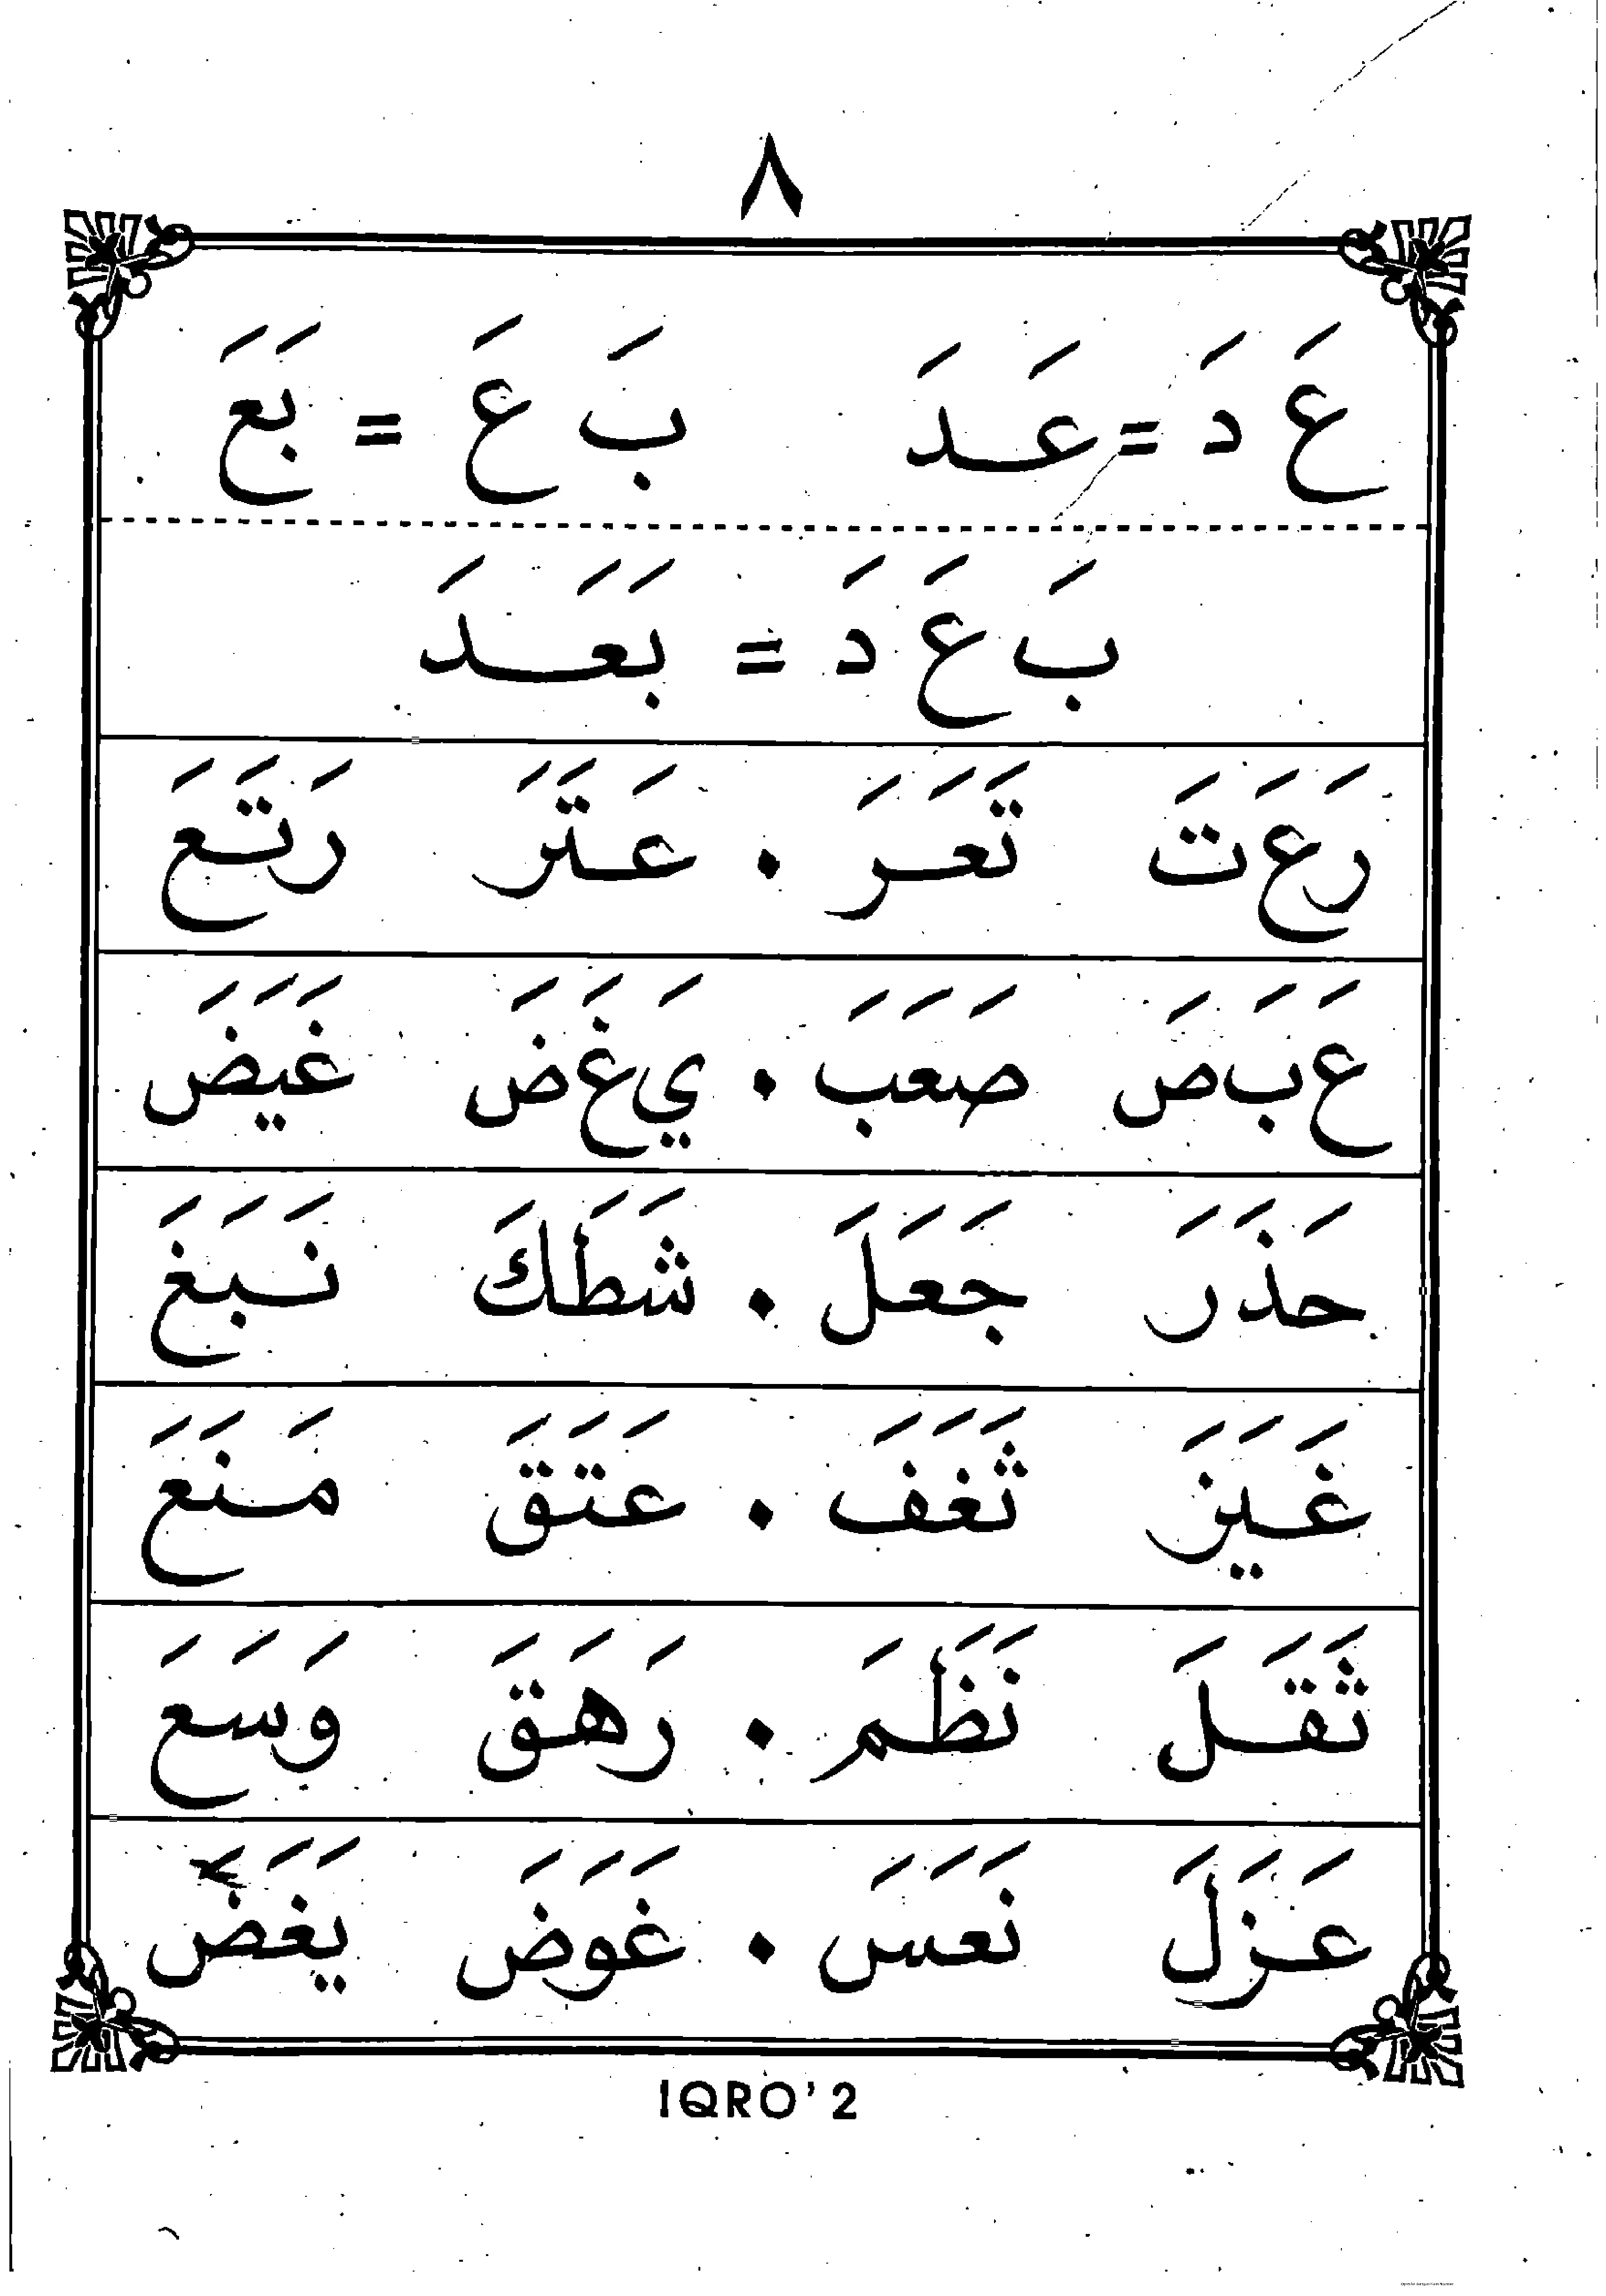 ٨
عَ دَ = عَدَ بَ عَ = بَعَ
بَ عَ دَ = بَعَدَ
رَعَتَ تَعَرَ . عَتَرَ رَتَعَ
عَبَصَ صَعَبَ . يَغَضَ غَيَضَ
حَذَرَ جَعَلَ . شَطَكَ نَبَغَ
غَيَزَ ثَغَفَ . عَتَقَ مَنَعَ
ثَقَلَ نَظَمَ . رَهَقَ وَسَعَ
عَزَلَ نَعَسَ . غَوَضَ يَغَضَ
IQRO' 2